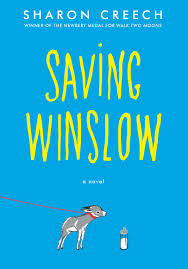 SHARON CREECH
WINNER OF THE NEWBERY MEDAL FOR WALK TWO MOONS
SAVING
WINSLOW
a novel